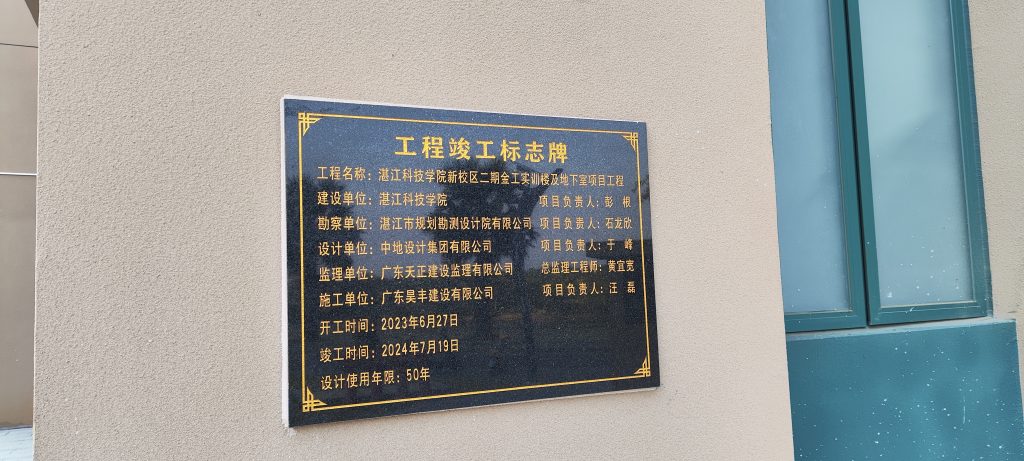 工程竣工标志牌
工程名称：湛江科技学院新校区二期金工实训楼及地下室项目工程
建设单位：湛江科技学院 项目负责人：彭 根
勘察单位：湛江市规划勘测设计院有限公司 项目负责人：石龙欣
设计单位：中地设计集团有限公司 项目负责人：于 峰
监理单位：广东天正建设监理有限公司 总监理工程师：黄宜宽
施工单位：广东昊丰建设有限公司 项目负责人：汪 磊
开工时间：2023年6月27日
竣工时间：2024年7月19日
设计使用年限：50年